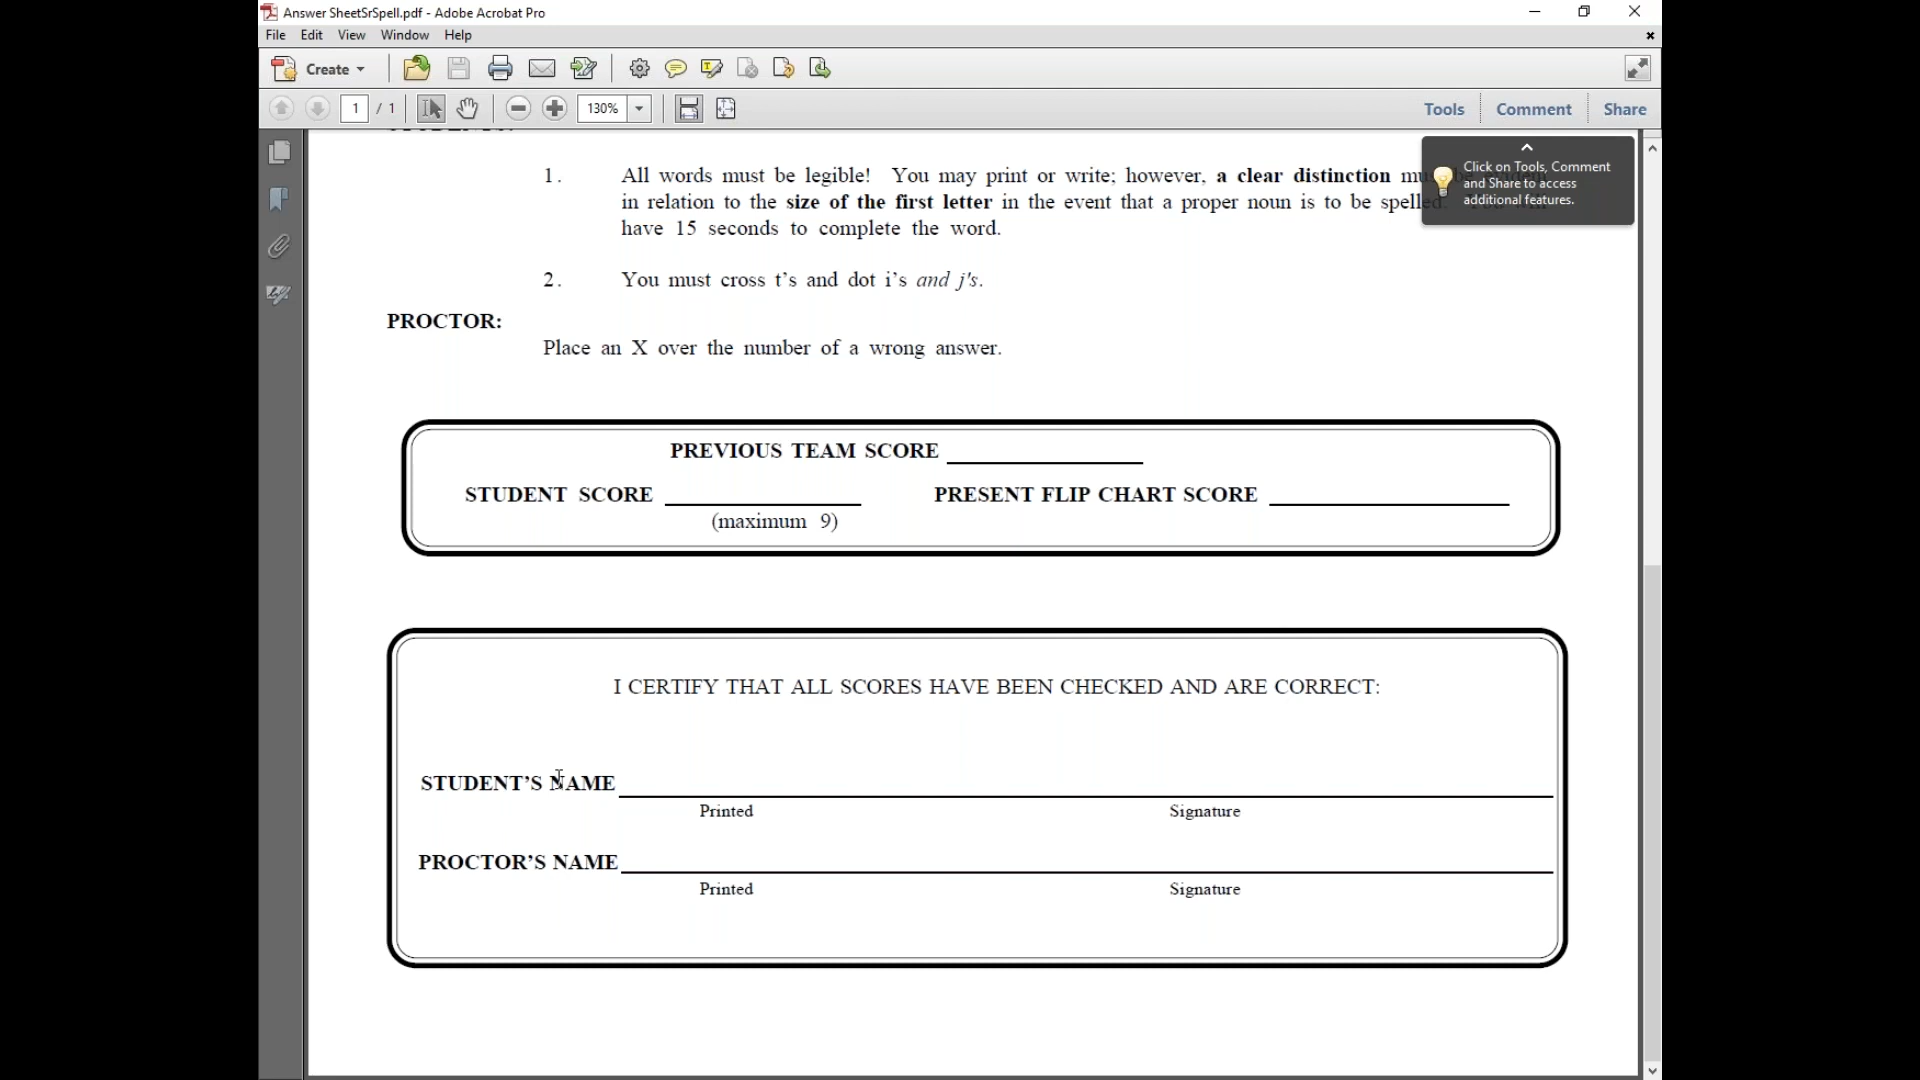 Answer SheetSrSpell.pdf - Adobe Acrobat Pro
File Edit View Window Help
Create
1 / 1 130% Tools Comment Share
1. All words must be legible! You may print or write; however, a clear distinction
in relation to the size of the first letter in the event that a proper noun is to be spelled.
have 15 seconds to complete the word.
Click on Tools, Comment
and Share to access
additional features.
2. You must cross t’s and dot i’s and j's.
PROCTOR:
Place an X over the number of a wrong answer.
PREVIOUS TEAM SCORE
STUDENT SCORE PRESENT FLIP CHART SCORE
(maximum 9)
I CERTIFY THAT ALL SCORES HAVE BEEN CHECKED AND ARE CORRECT:
STUDENT’S NAME
Printed Signature
PROCTOR’S NAME
Printed Signature